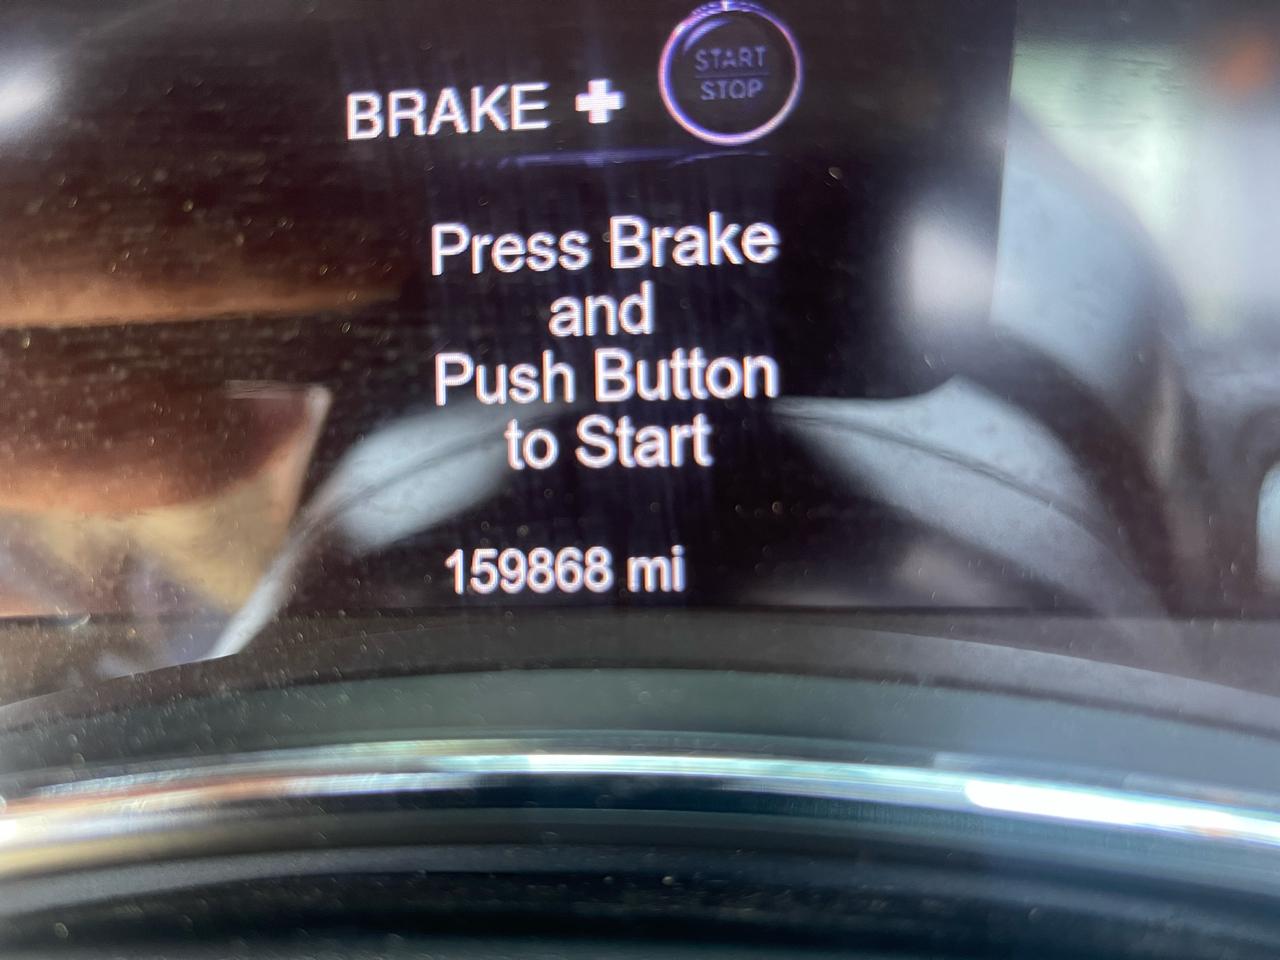 BRAKE + START
STOP
Press Brake
and
Push Button
to Start
159868 mi